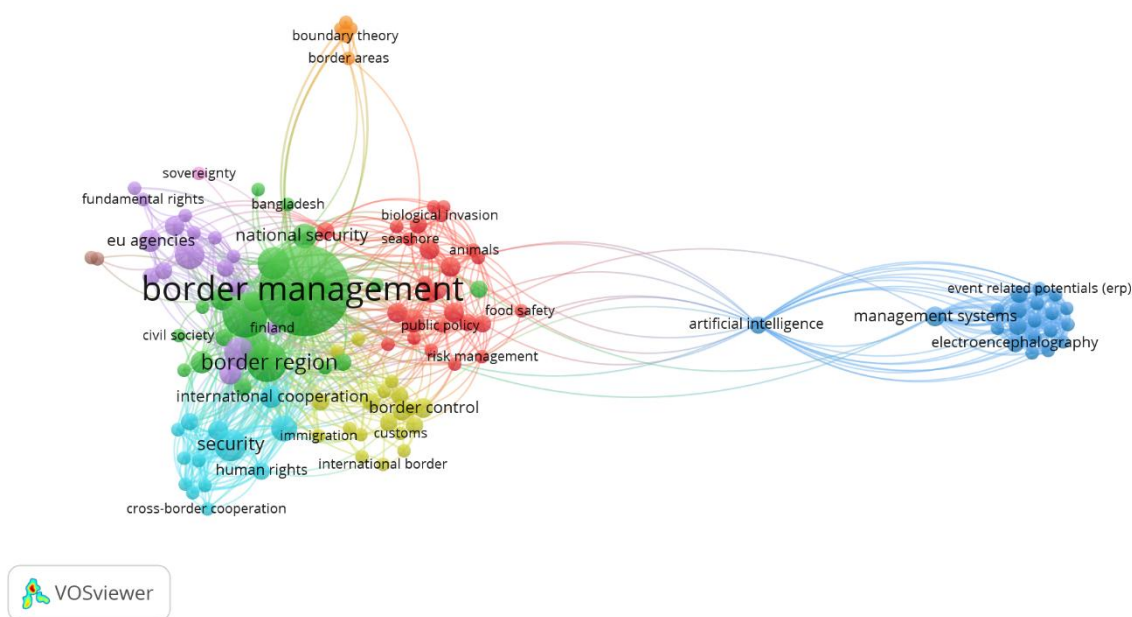 boundary theory
border areas
sovereignty
fundamental rights
bangladesh
biological invasion
eu agencies
national security
seashore
animals
border management
event related potentials (erp)
food safety
management systems
artificial intelligence
public policy
finland
civil society
electroencephalography
risk management
border region
international cooperation
border control
customs
immigration
security
international border
human rights
cross-border cooperation
VOSviewer